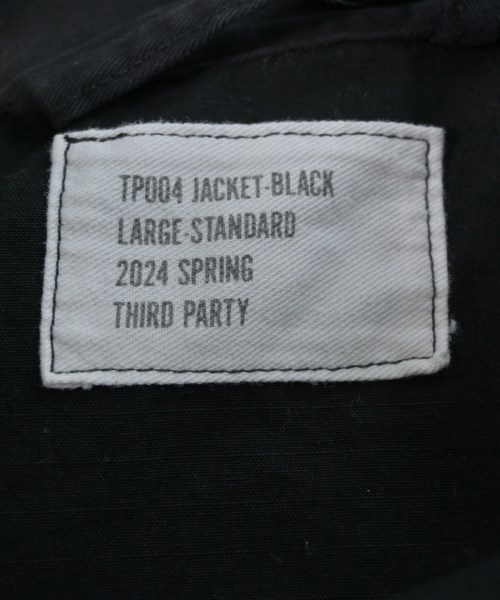 TP004 JACKET-BLACK
LARGE-STANDARD
2024 SPRING
THIRD PARTY